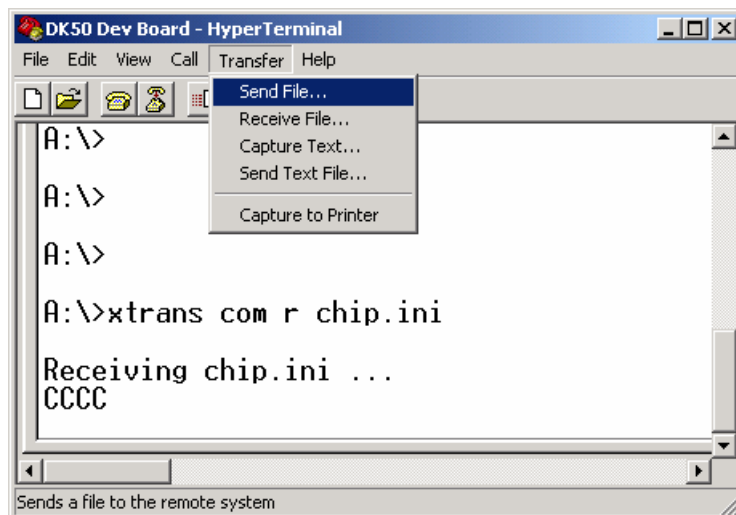 DK50 Dev Board - HyperTerminal
File Edit View Call Transfer Help
Send File...
Receive File...
Capture Text...
Send Text File...
Capture to Printer
A:\>
A:\>
A:\>
A:\>xtrans com r chip.ini
Receiving chip.ini ...
CCCC
Sends a file to the remote system